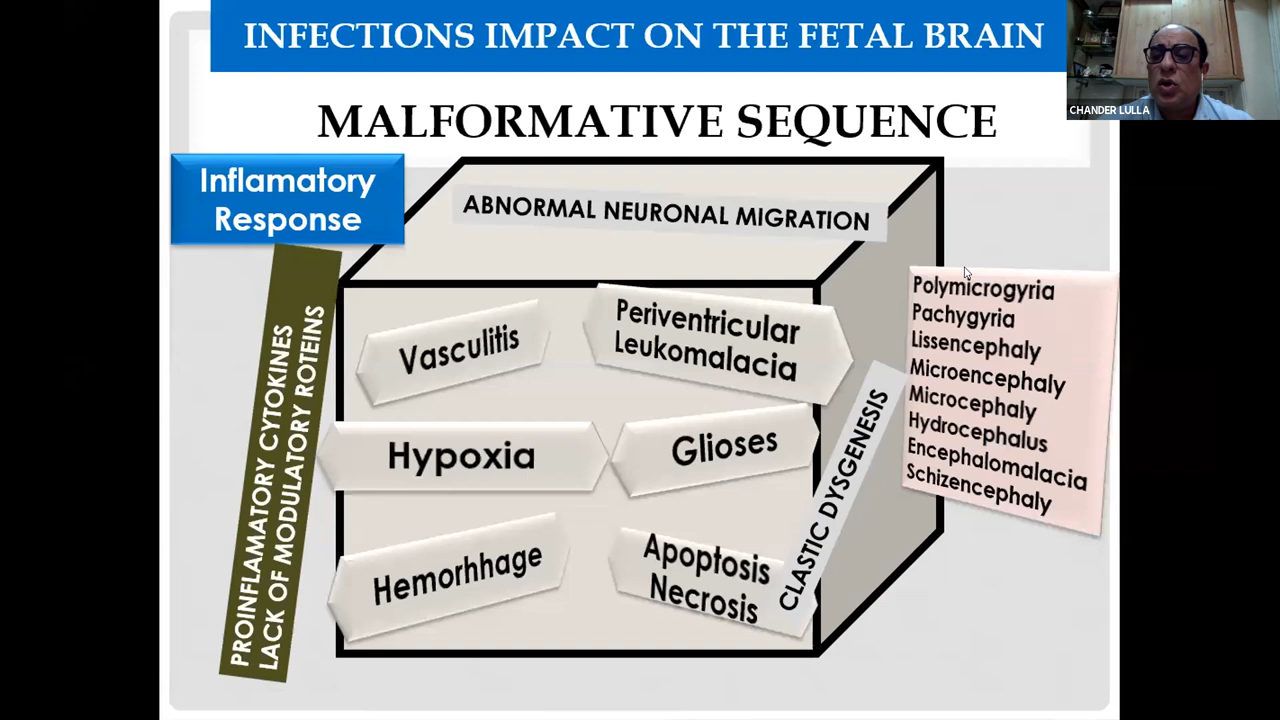 INFECTIONS IMPACT ON THE FETAL BRAIN
CHANDER LULLA
MALFORMATIVE SEQUENCE
Inflamatory
Response
ABNORMAL NEURONAL MIGRATION
PROINFLAMATORY CYTOKINES
LACK OF MODULATORY ROTEINS
Vasculitis
Periventricular
Leukomalacia
Hypoxia
Glioses
Hemorhhage
Apoptosis
Necrosis
CLASTIC DYSGENESIS
Polymicrogyria
Pachygyria
Lissencephaly
Microencephaly
Microcephaly
Hydrocephalus
Encephalomalacia
Schizencephaly